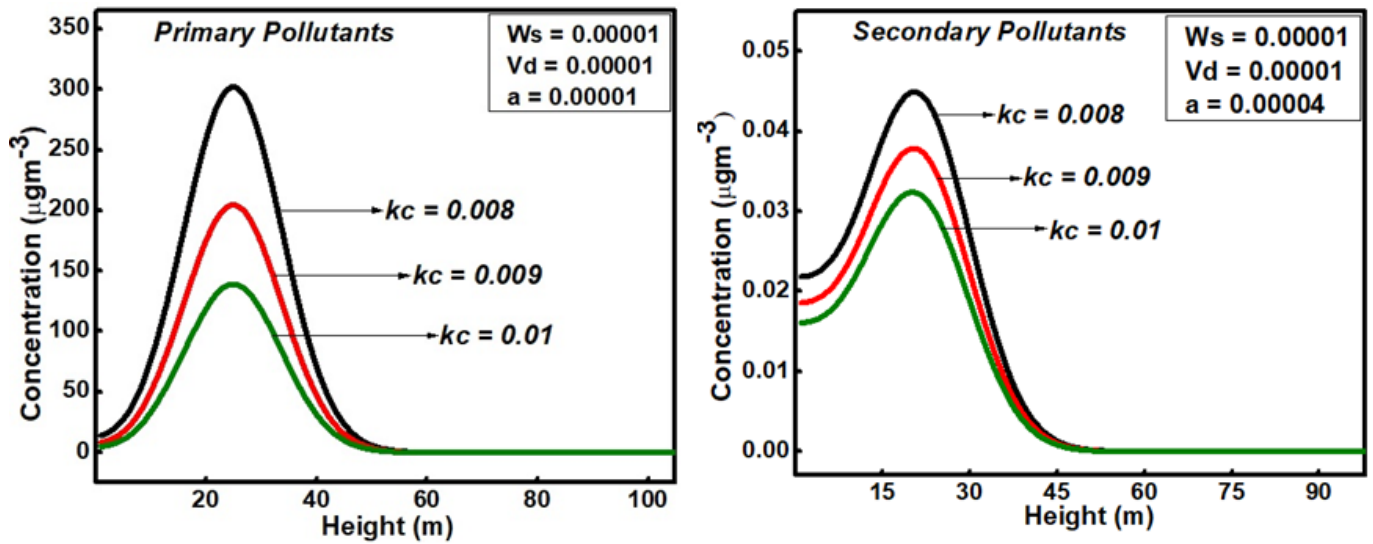 Primary Pollutants
Ws = 0.00001
Vd = 0.00001
a = 0.00001
kc = 0.008
kc = 0.009
kc = 0.01
350
300
250
200
150
100
50
0
Concentration (μgm-3)
20
40
60
80
100
Height (m)
Secondary Pollutants
Ws = 0.00001
Vd = 0.00001
a = 0.00004
kc = 0.008
kc = 0.009
kc = 0.01
0.05
0.04
0.03
0.02
0.01
0.00
Concentration (μgm-3)
15
30
45
60
75
90
Height (m)